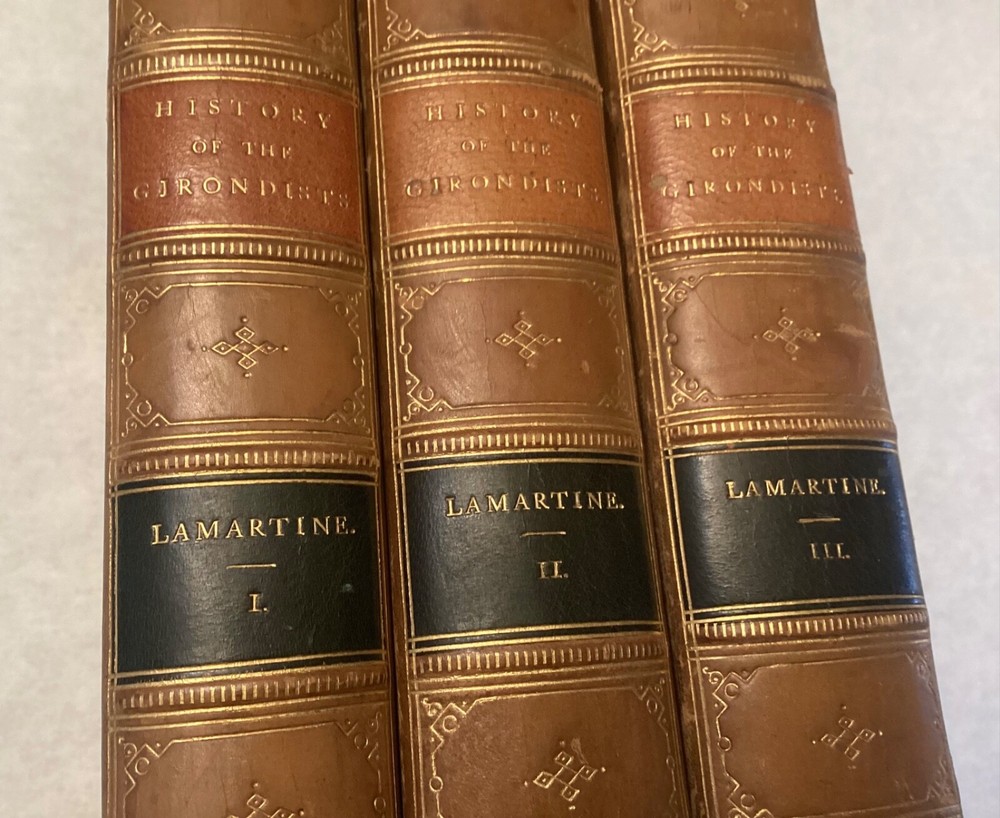 HISTORY
OF THE
GIRONDISTS
LAMARTINE.
I.
HISTORY
OF THE
GIRONDISTS
LAMARTINE.
II.
HISTORY
OF THE
GIRONDISTS
LAMARTINE.
III.